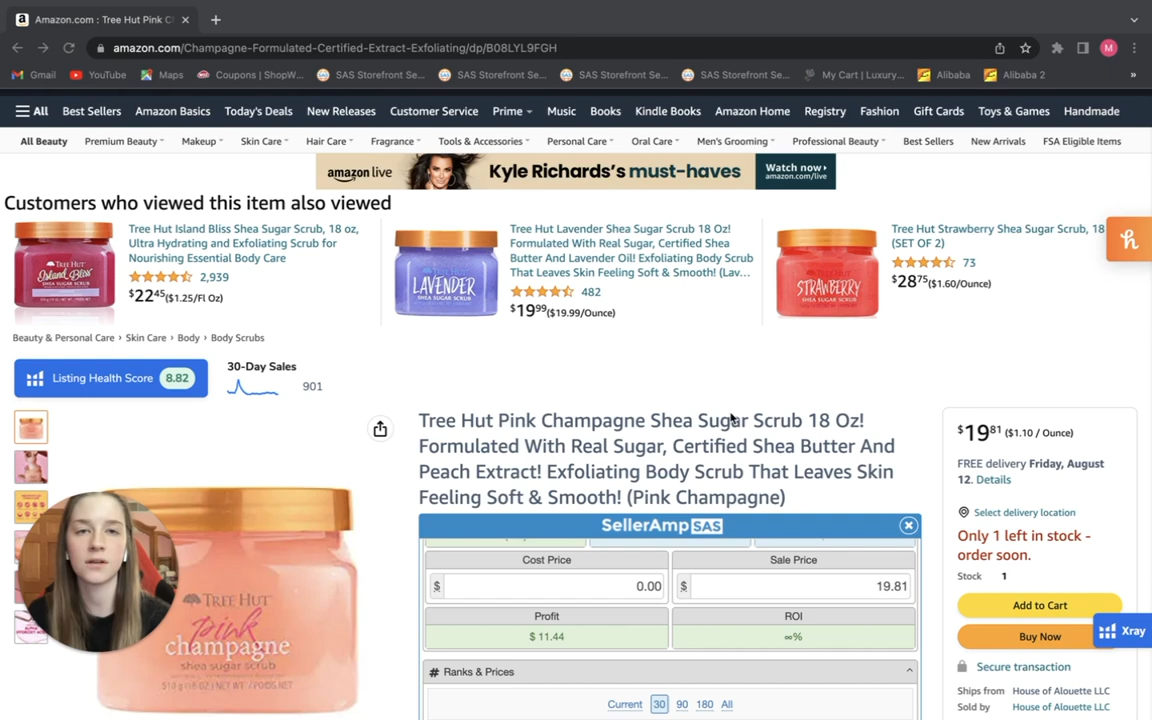 Amazon.com : Tree Hut Pink C
amazon.com/Champagne-Formulated-Certified-Extract-Exfoliating/dp/B08LYL9FGH
Gmail YouTube Maps Coupons | ShopW... SAS Storefront Se... SAS Storefront Se... SAS Storefront Se... SAS Storefront Se... My Cart | Luxury... Alibaba Alibaba 2 »
All Best Sellers Amazon Basics Today's Deals New Releases Customer Service Prime Music Books Kindle Books Amazon Home Registry Fashion Gift Cards Toys & Games Handmade
All Beauty Premium Beauty Makeup Skin Care Hair Care Fragrance Tools & Accessories Personal Care Oral Care Men's Grooming Professional Beauty Best Sellers New Arrivals FSA Eligible Items
amazon live Kyle Richards's must-haves Watch now
amazon.com/live
Customers who viewed this item also viewed
Tree Hut Island Bliss Shea Sugar Scrub, 18 oz,
Ultra Hydrating and Exfoliating Scrub for
Nourishing Essential Body Care
2,939
$2245($1.25/Fl Oz)
TREE HUT
Island Bliss
SHEA SUGAR SCRUB
Tree Hut Lavender Shea Sugar Scrub 18 Oz!
Formulated With Real Sugar, Certified Shea
Butter And Lavender Oil! Exfoliating Body Scrub
That Leaves Skin Feeling Soft & Smooth! (Lav...
482
$1999($19.99/Ounce)
TREE HUT
LAVENDER
SHEA SUGAR SCRUB
Tree Hut Strawberry Shea Sugar Scrub, 18
(SET OF 2)
73
$2875($1.60/Ounce)
TREE HUT
STRAWBERRY
SHEA SUGAR SCRUB
Beauty & Personal Care › Skin Care › Body › Body Scrubs
Listing Health Score 8.82
30-Day Sales
901
Tree Hut Pink Champagne Shea Sugar Scrub 18 Oz!
Formulated With Real Sugar, Certified Shea Butter And
Peach Extract! Exfoliating Body Scrub That Leaves Skin
Feeling Soft & Smooth! (Pink Champagne)
SellerAmp SAS
Cost Price Sale Price
$ 0.00 $ 19.81
Profit ROI
$ 11.44 ∞%
# Ranks & Prices
Current 30 90 180 All
TREE HUT
pink
champagne
shea sugar scrub
510 g (18 OZ) NET WT / POIDS NET
$1981 ($1.10 / Ounce)
FREE delivery Friday, August
12. Details
Select delivery location
Only 1 left in stock -
order soon.
Stock 1
Add to Cart
Buy Now
Xray
Secure transaction
Ships from House of Alouette LLC
Sold by House of Alouette LLC